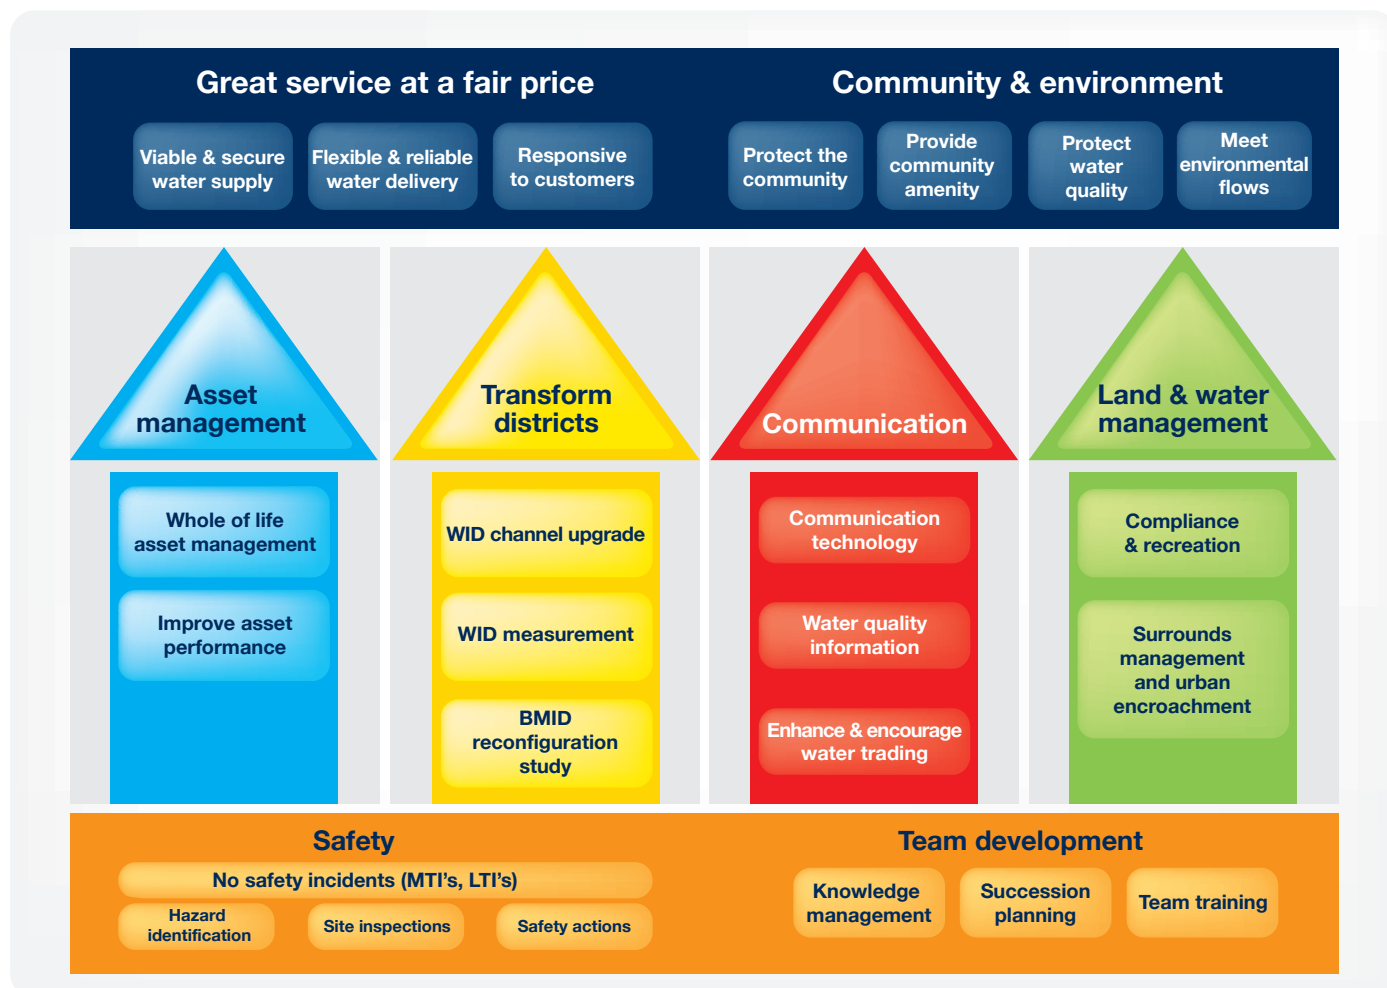 Great service at a fair price
Viable & secure
water supply
Flexible & reliable
water delivery
Responsive
to customers
Community & environment
Protect the
community
Provide
community
amenity
Protect
water
quality
Meet
environmental
flows
Asset
management
Whole of life
asset management
Improve asset
performance
Transform
districts
WID channel upgrade
WID measurement
BMID
reconfiguration
study
Communication
Communication
technology
Water quality
information
Enhance & encourage
water trading
Land & water
management
Compliance
& recreation
Surrounds
management
and urban
encroachment
Safety
No safety incidents (MTI’s, LTI’s)
Hazard
identification
Site inspections
Safety actions
Team development
Knowledge
management
Succession
planning
Team training